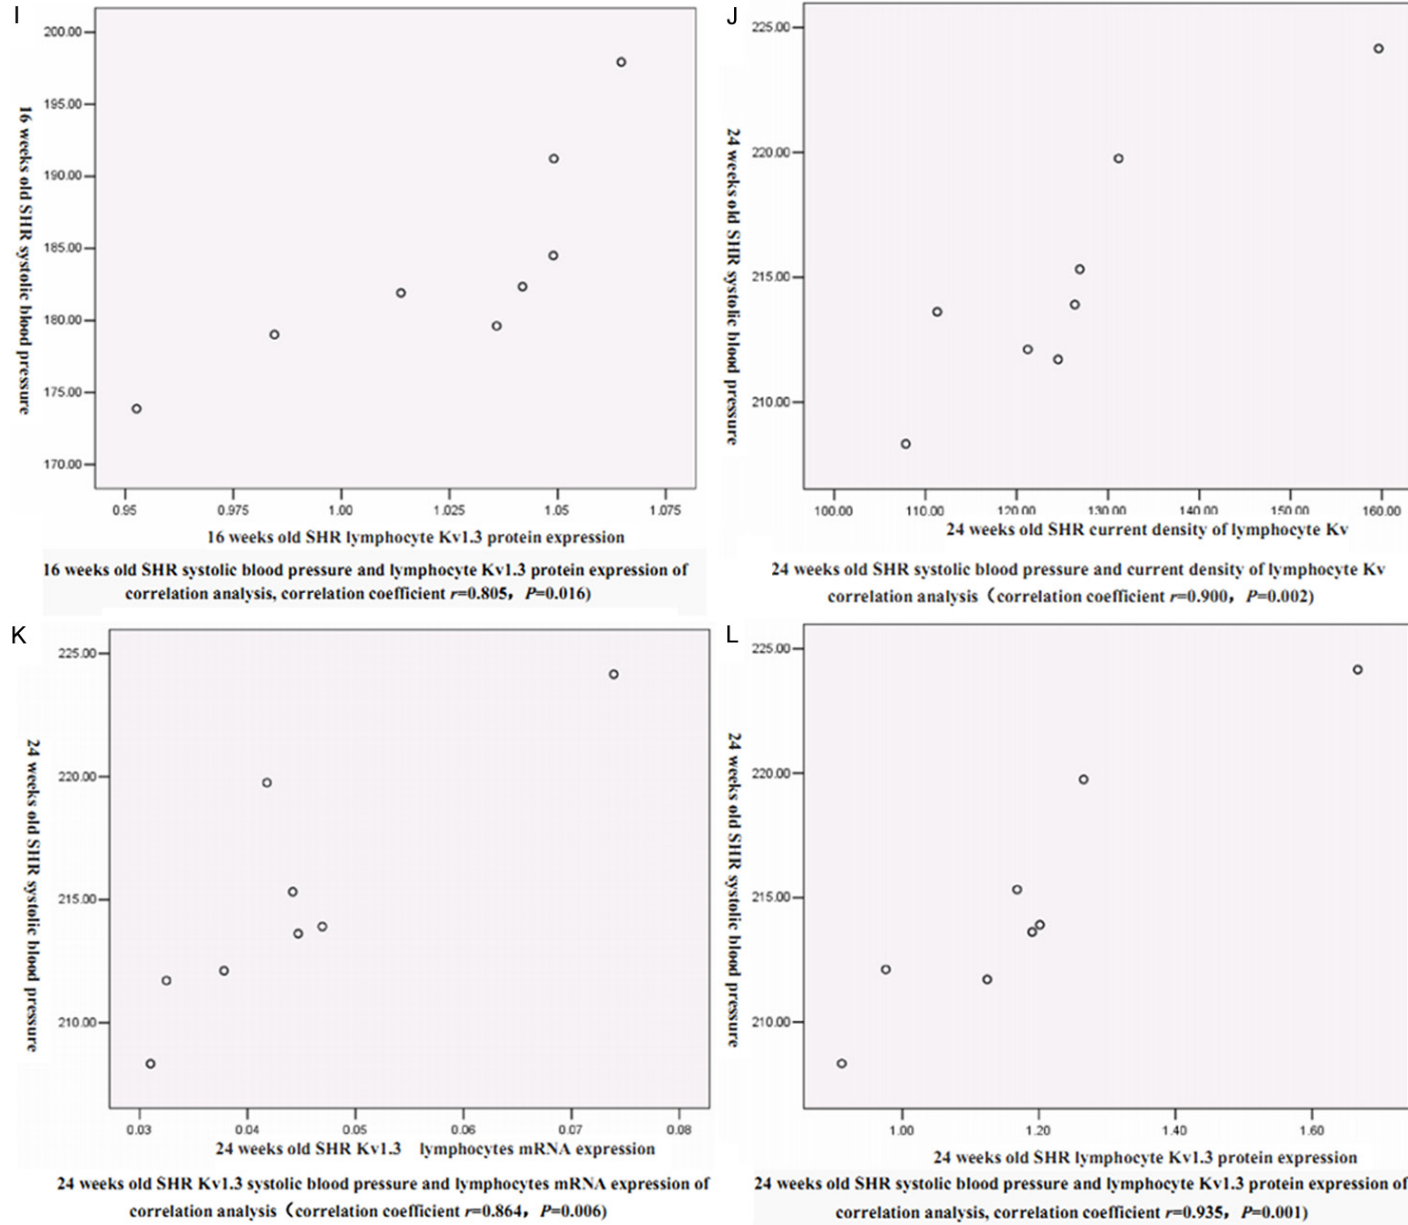 I
200.00
195.00
190.00
185.00
180.00
175.00
170.00
16 weeks old SHR systolic blood pressure
0.95 0.975 1.00 1.025 1.05 1.075
16 weeks old SHR lymphocyte Kv1.3 protein expression
16 weeks old SHR systolic blood pressure and lymphocyte Kv1.3 protein expression of
correlation analysis, correlation coefficient r=0.805，P=0.016)
J
225.00
220.00
215.00
210.00
24 weeks old SHR systolic blood pressure
100.00 110.00 120.00 130.00 140.00 150.00 160.00
24 weeks old SHR current density of lymphocyte Kv
24 weeks old SHR systolic blood pressure and current density of lymphocyte Kv
correlation analysis（correlation coefficient r=0.900，P=0.002)
K
225.00
220.00
215.00
210.00
24 weeks old SHR systolic blood pressure
0.03 0.04 0.05 0.06 0.07 0.08
24 weeks old SHR Kv1.3 lymphocytes mRNA expression
24 weeks old SHR Kv1.3 systolic blood pressure and lymphocytes mRNA expression of
correlation analysis（correlation coefficient r=0.864，P=0.006)
L
225.00
220.00
215.00
210.00
24 weeks old SHR systolic blood pressure
1.00 1.20 1.40 1.60
24 weeks old SHR lymphocyte Kv1.3 protein expression
24 weeks old SHR systolic blood pressure and lymphocyte Kv1.3 protein expression of
correlation analysis, correlation coefficient r=0.935，P=0.001)